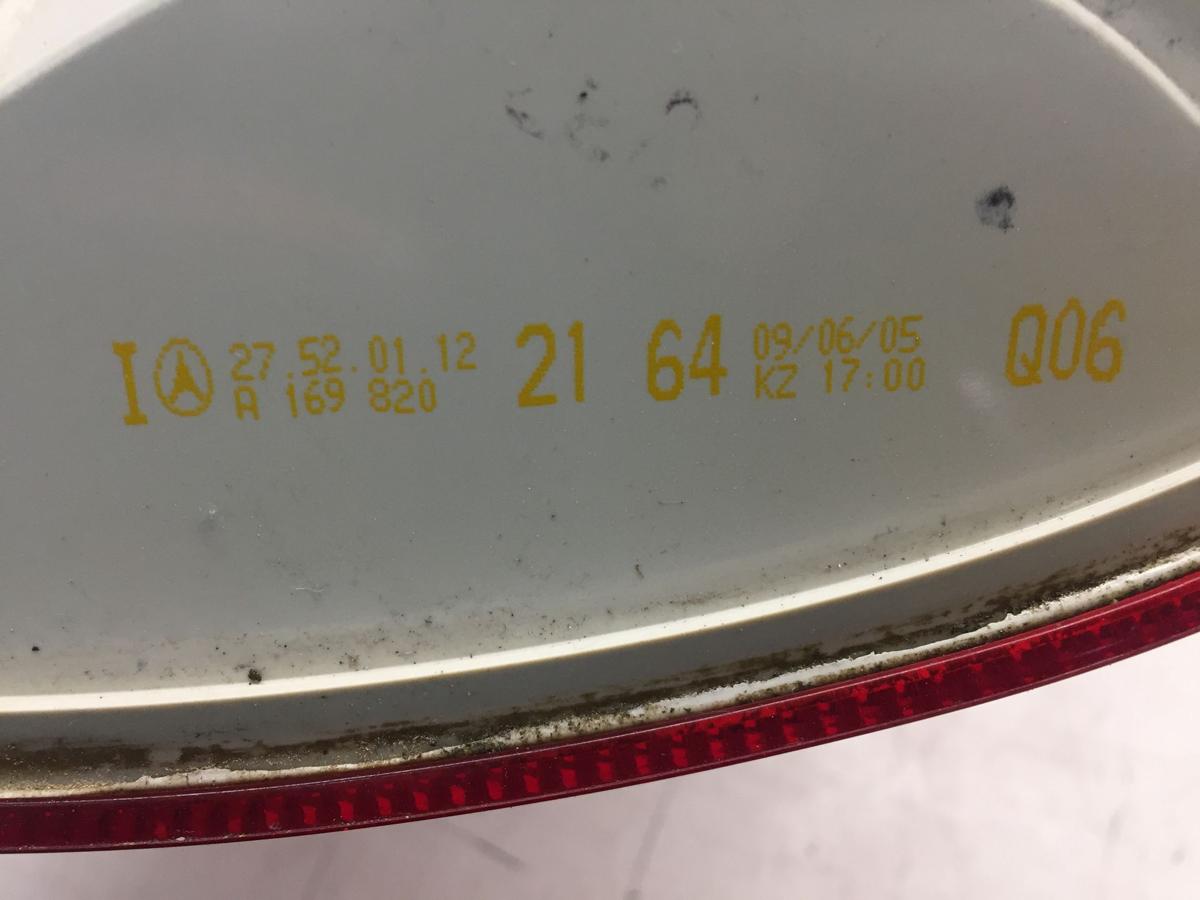 I 27.52.01.12 21 64 09/06/05 Q06
A 169 820 KZ 17:00